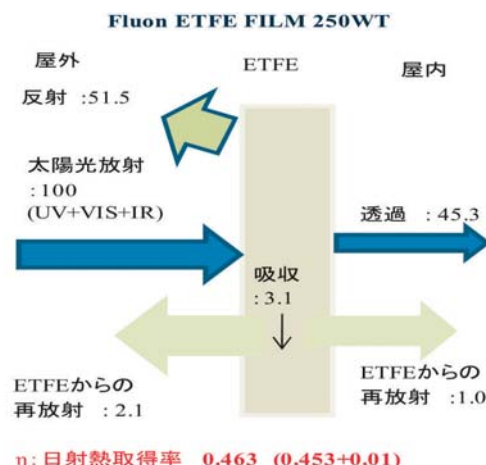 Fluon ETFE FILM 250WT
屋外
ETFE
屋内
反射 :51.5
太陽光放射
:100
(UV+VIS+IR)
透過 : 45.3
吸収
: 3.1
ETFEからの
再放射 : 2.1
ETFEからの
再放射 : 1.0
η: 日射熱取得率 0.463 (0.453+0.01)